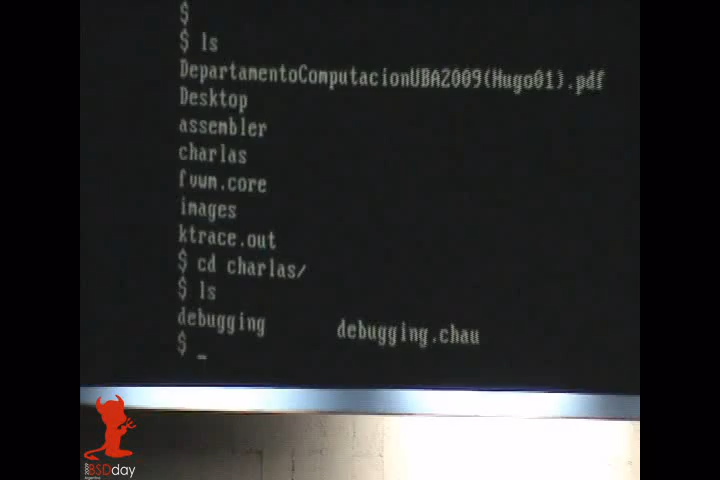 $
$ ls
DepartamentoComputacionUBA2009(Hugo01).pdf
Desktop
assembler
charlas
fvwm.core
images
ktrace.out
$ cd charlas/
$ ls
debugging debugging.chau
$ _
BSDday